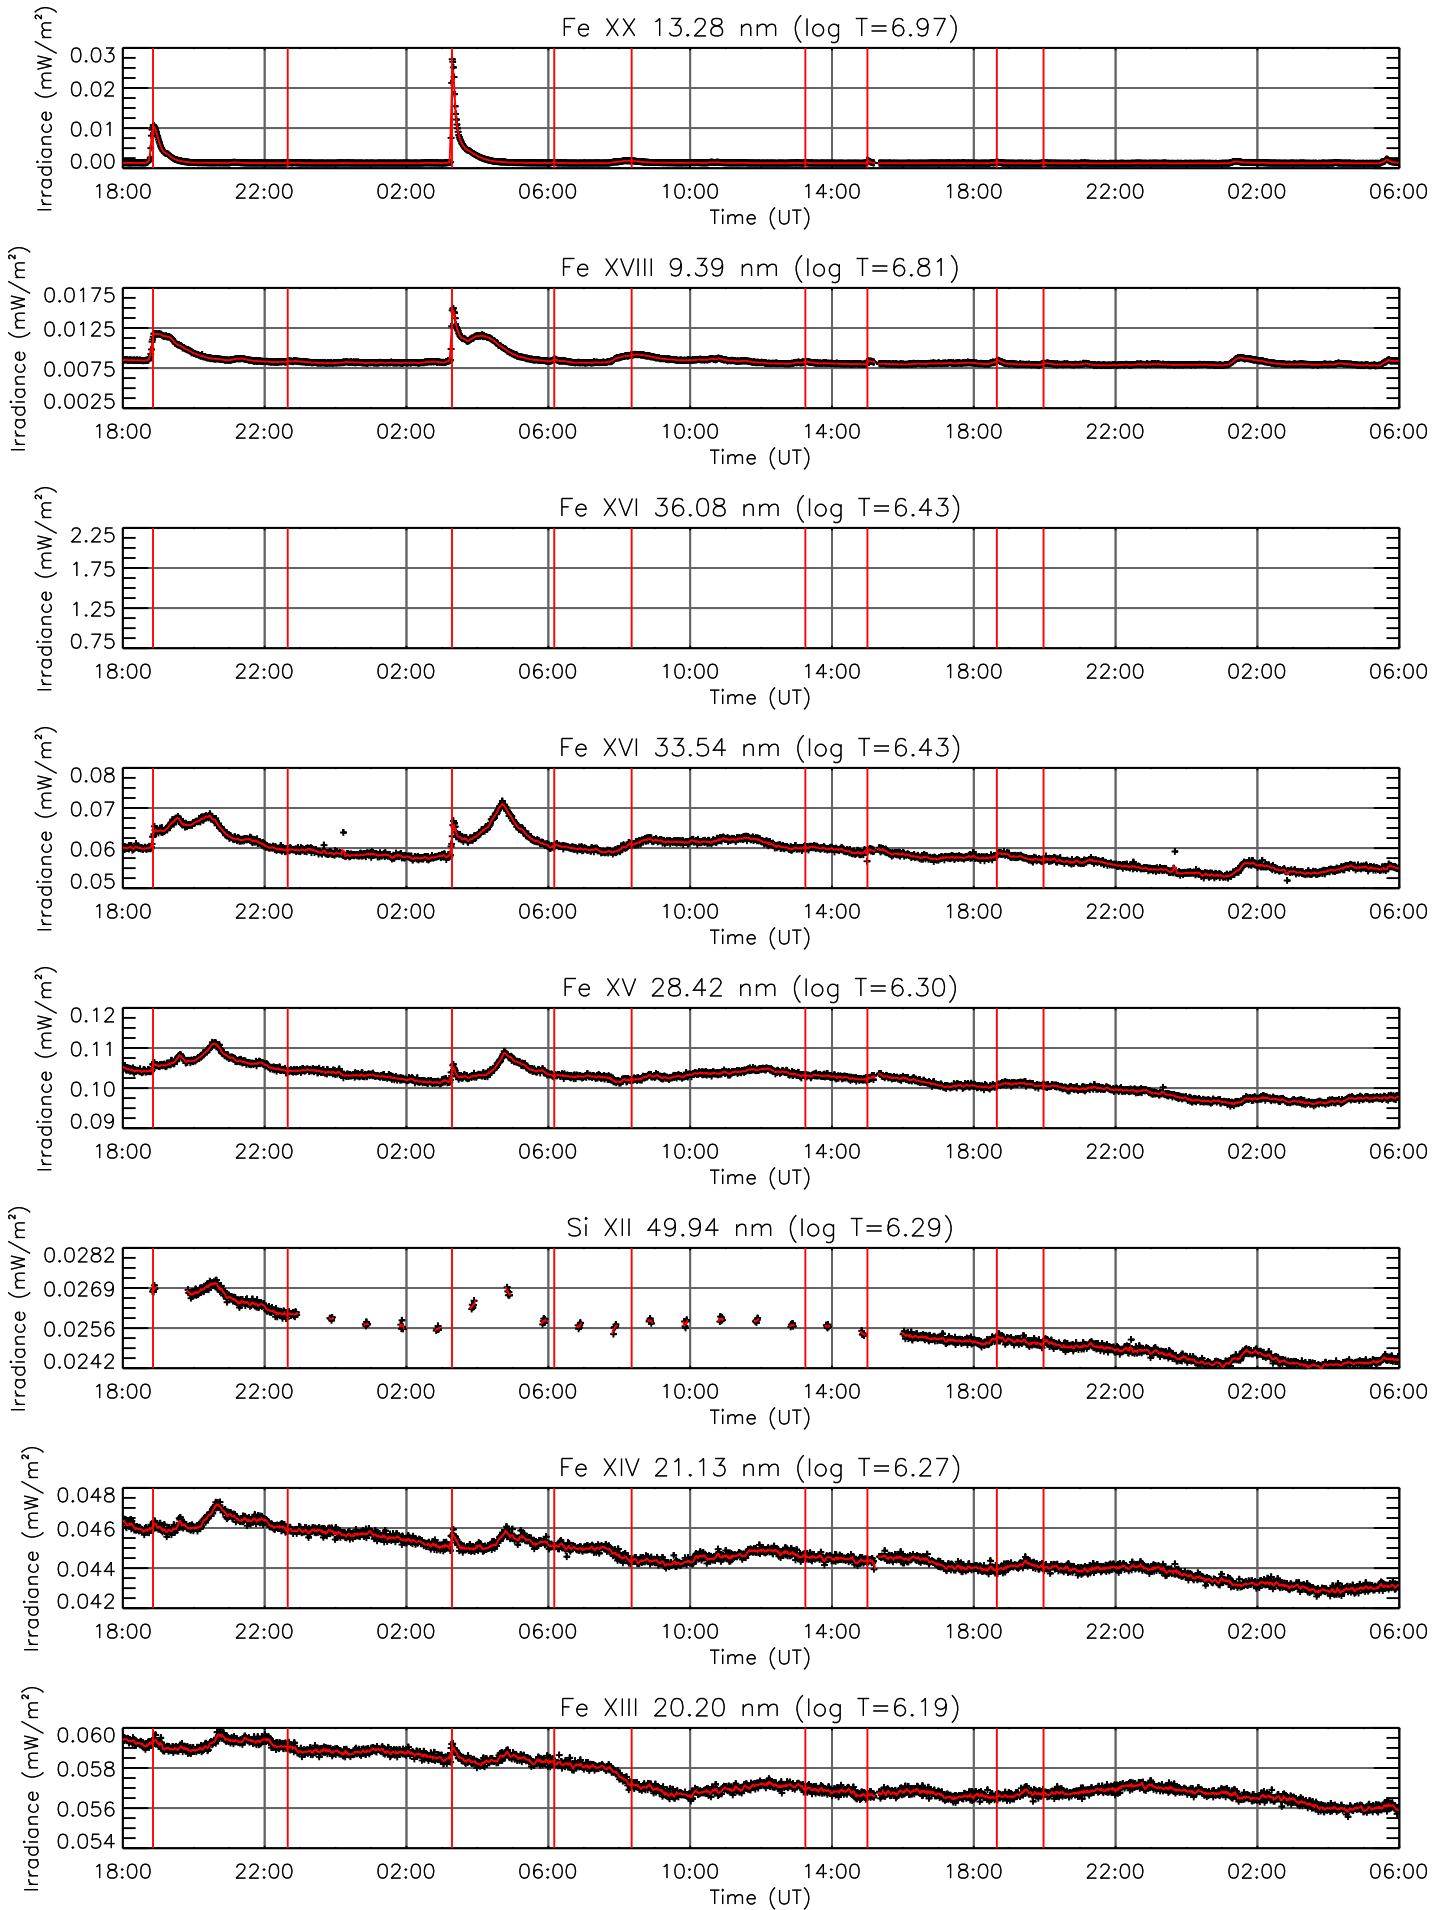 Fe XX 13.28 nm (log T=6.97)
Irradiance (mW/m²)
0.03
0.02
0.01
0.00
18:00 22:00 02:00 06:00 10:00 14:00 18:00 22:00 02:00 06:00
Time (UT)
Fe XVIII 9.39 nm (log T=6.81)
Irradiance (mW/m²)
0.0175
0.0125
0.0075
0.0025
18:00 22:00 02:00 06:00 10:00 14:00 18:00 22:00 02:00 06:00
Time (UT)
Fe XVI 36.08 nm (log T=6.43)
Irradiance (mW/m²)
2.25
1.75
1.25
0.75
18:00 22:00 02:00 06:00 10:00 14:00 18:00 22:00 02:00 06:00
Time (UT)
Fe XVI 33.54 nm (log T=6.43)
Irradiance (mW/m²)
0.08
0.07
0.06
0.05
18:00 22:00 02:00 06:00 10:00 14:00 18:00 22:00 02:00 06:00
Time (UT)
Fe XV 28.42 nm (log T=6.30)
Irradiance (mW/m²)
0.12
0.11
0.10
0.09
18:00 22:00 02:00 06:00 10:00 14:00 18:00 22:00 02:00 06:00
Time (UT)
Si XII 49.94 nm (log T=6.29)
Irradiance (mW/m²)
0.0282
0.0269
0.0256
0.0242
18:00 22:00 02:00 06:00 10:00 14:00 18:00 22:00 02:00 06:00
Time (UT)
Fe XIV 21.13 nm (log T=6.27)
Irradiance (mW/m²)
0.048
0.046
0.044
0.042
18:00 22:00 02:00 06:00 10:00 14:00 18:00 22:00 02:00 06:00
Time (UT)
Fe XIII 20.20 nm (log T=6.19)
Irradiance (mW/m²)
0.060
0.058
0.056
0.054
18:00 22:00 02:00 06:00 10:00 14:00 18:00 22:00 02:00 06:00
Time (UT)